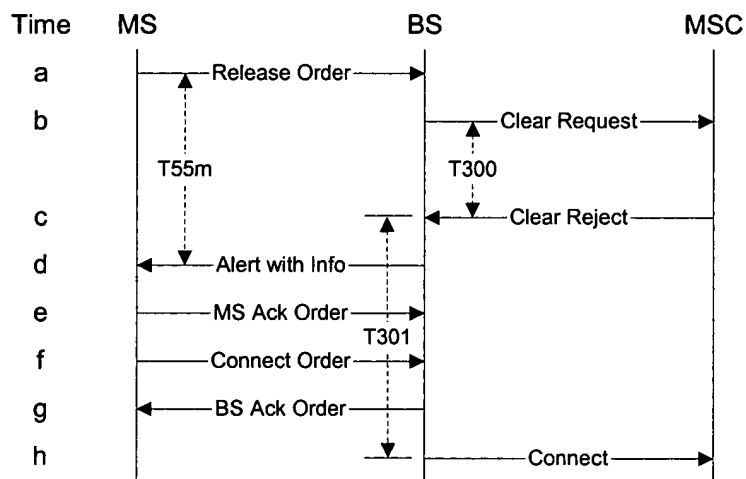 Time MS BS MSC
a Release Order
b Clear Request
T55m T300
c Clear Reject
d Alert with Info
e MS Ack Order
T301
f Connect Order
g BS Ack Order
h Connect